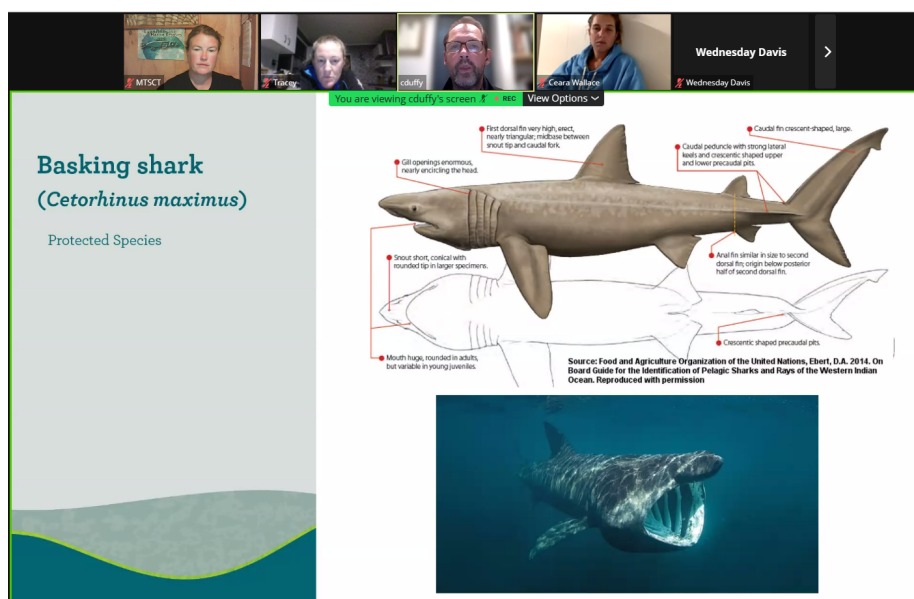 MTSCT
Tracey
cduffy
Ceara Wallace
Wednesday Davis
Wednesday Davis
You are viewing cduffy's screen
REC
View Options
Basking shark
(Cetorhinus maximus)
Protected Species
First dorsal fin very high, erect,
nearly triangular; midbase between
snout tip and caudal fork.
Caudal fin crescent-shaped, large.
Gill openings enormous,
nearly encircling the head.
Caudal peduncle with strong lateral
keels and crescentic shaped upper
and lower precaudal pits.
Snout short, conical with
rounded tip in larger specimens.
Anal fin similar in size to second
dorsal fin; origin below posterior
half of second dorsal fin.
Crescentic shaped precaudal pits.
Mouth huge, rounded in adults,
but variable in young juveniles.
Source: Food and Agriculture Organization of the United Nations, Ebert, D.A. 2014. On
Board Guide for the Identification of Pelagic Sharks and Rays of the Western Indian
Ocean. Reproduced with permission